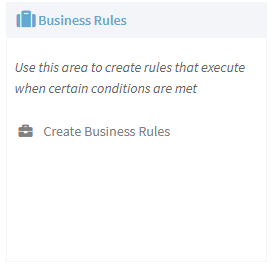 Business Rules
Use this area to create rules that execute
when certain conditions are met
Create Business Rules